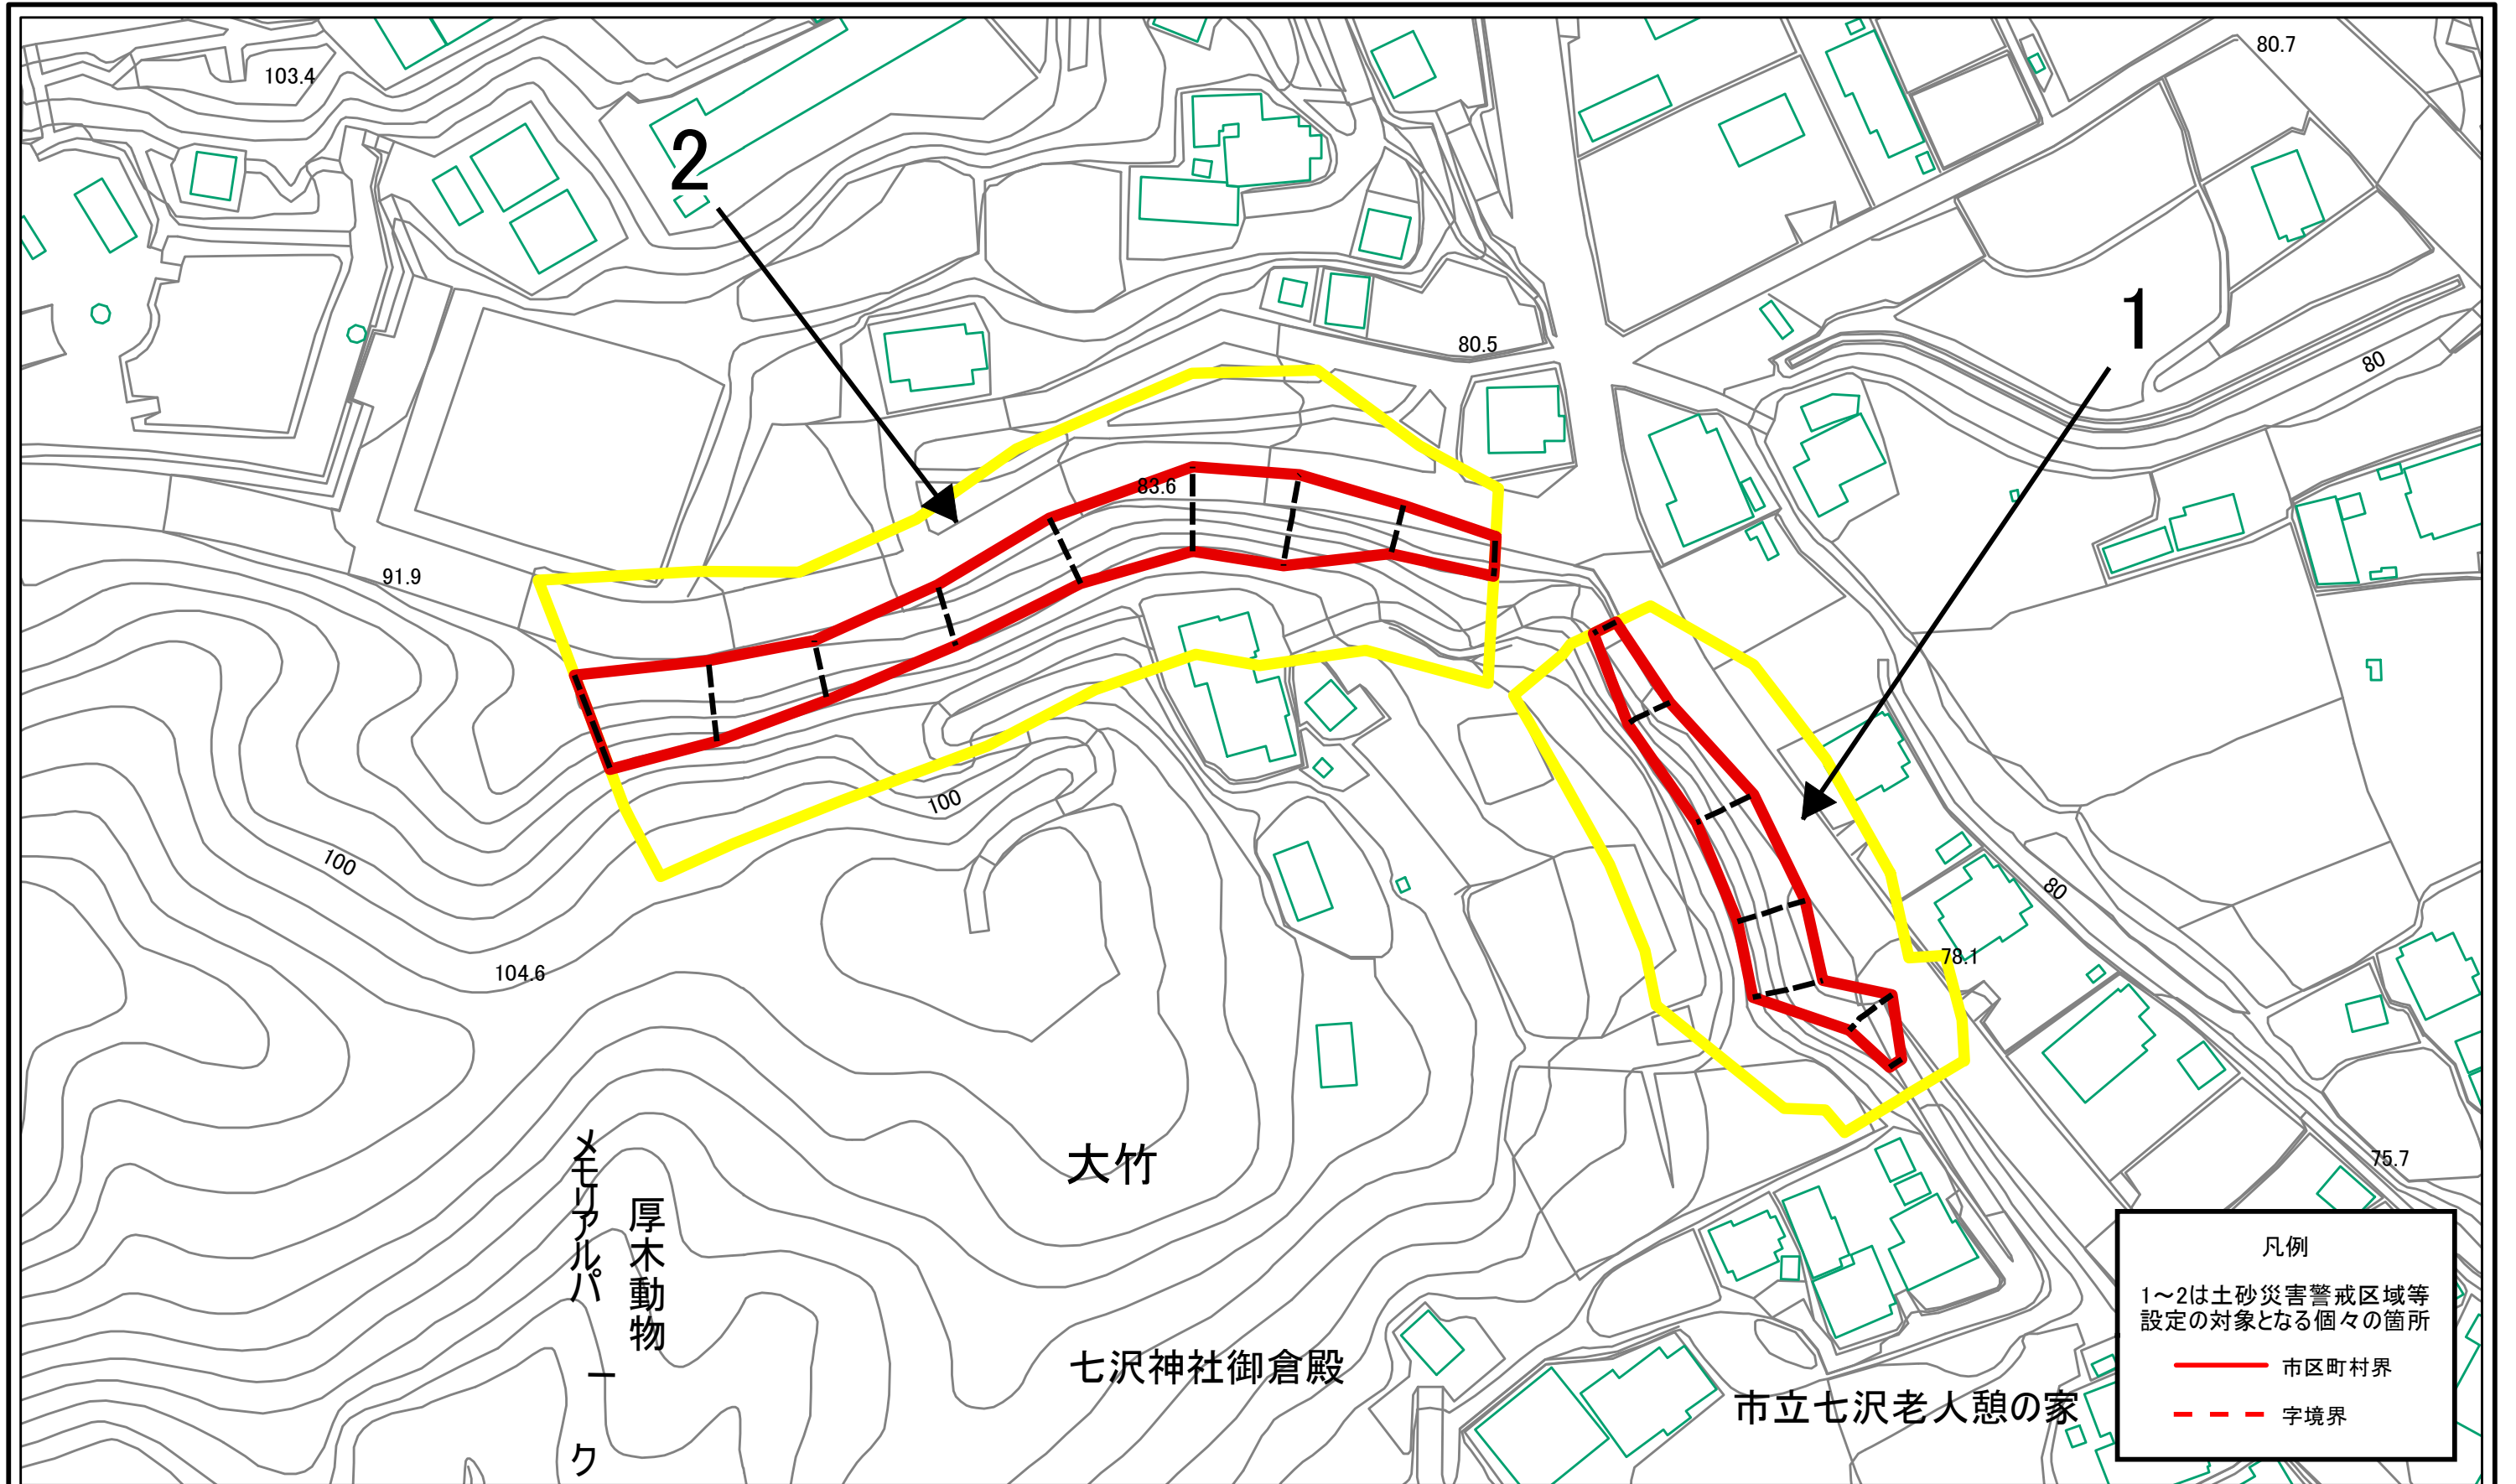 103.4
80.7
2
1
80.5
80
83.6
91.9
100
100
80
104.6
78.1
75.7
大竹
厚木動物
メモリアルパーク
七沢神社御倉殿
市立七沢老人憩の家
凡例
1～2は土砂災害警戒区域等
設定の対象となる個々の箇所
市区町村界
字境界